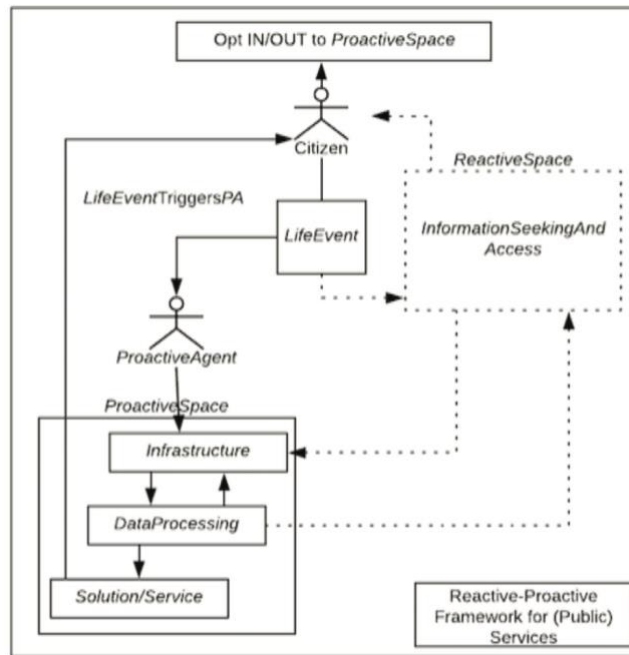 Opt IN/OUT to ProactiveSpace
Citizen
ReactiveSpace
LifeEventTriggersPA
InformationSeekingAnd
Access
LifeEvent
ProactiveAgent
ProactiveSpace
Infrastructure
DataProcessing
Solution/Service
Reactive-Proactive
Framework for (Public)
Services